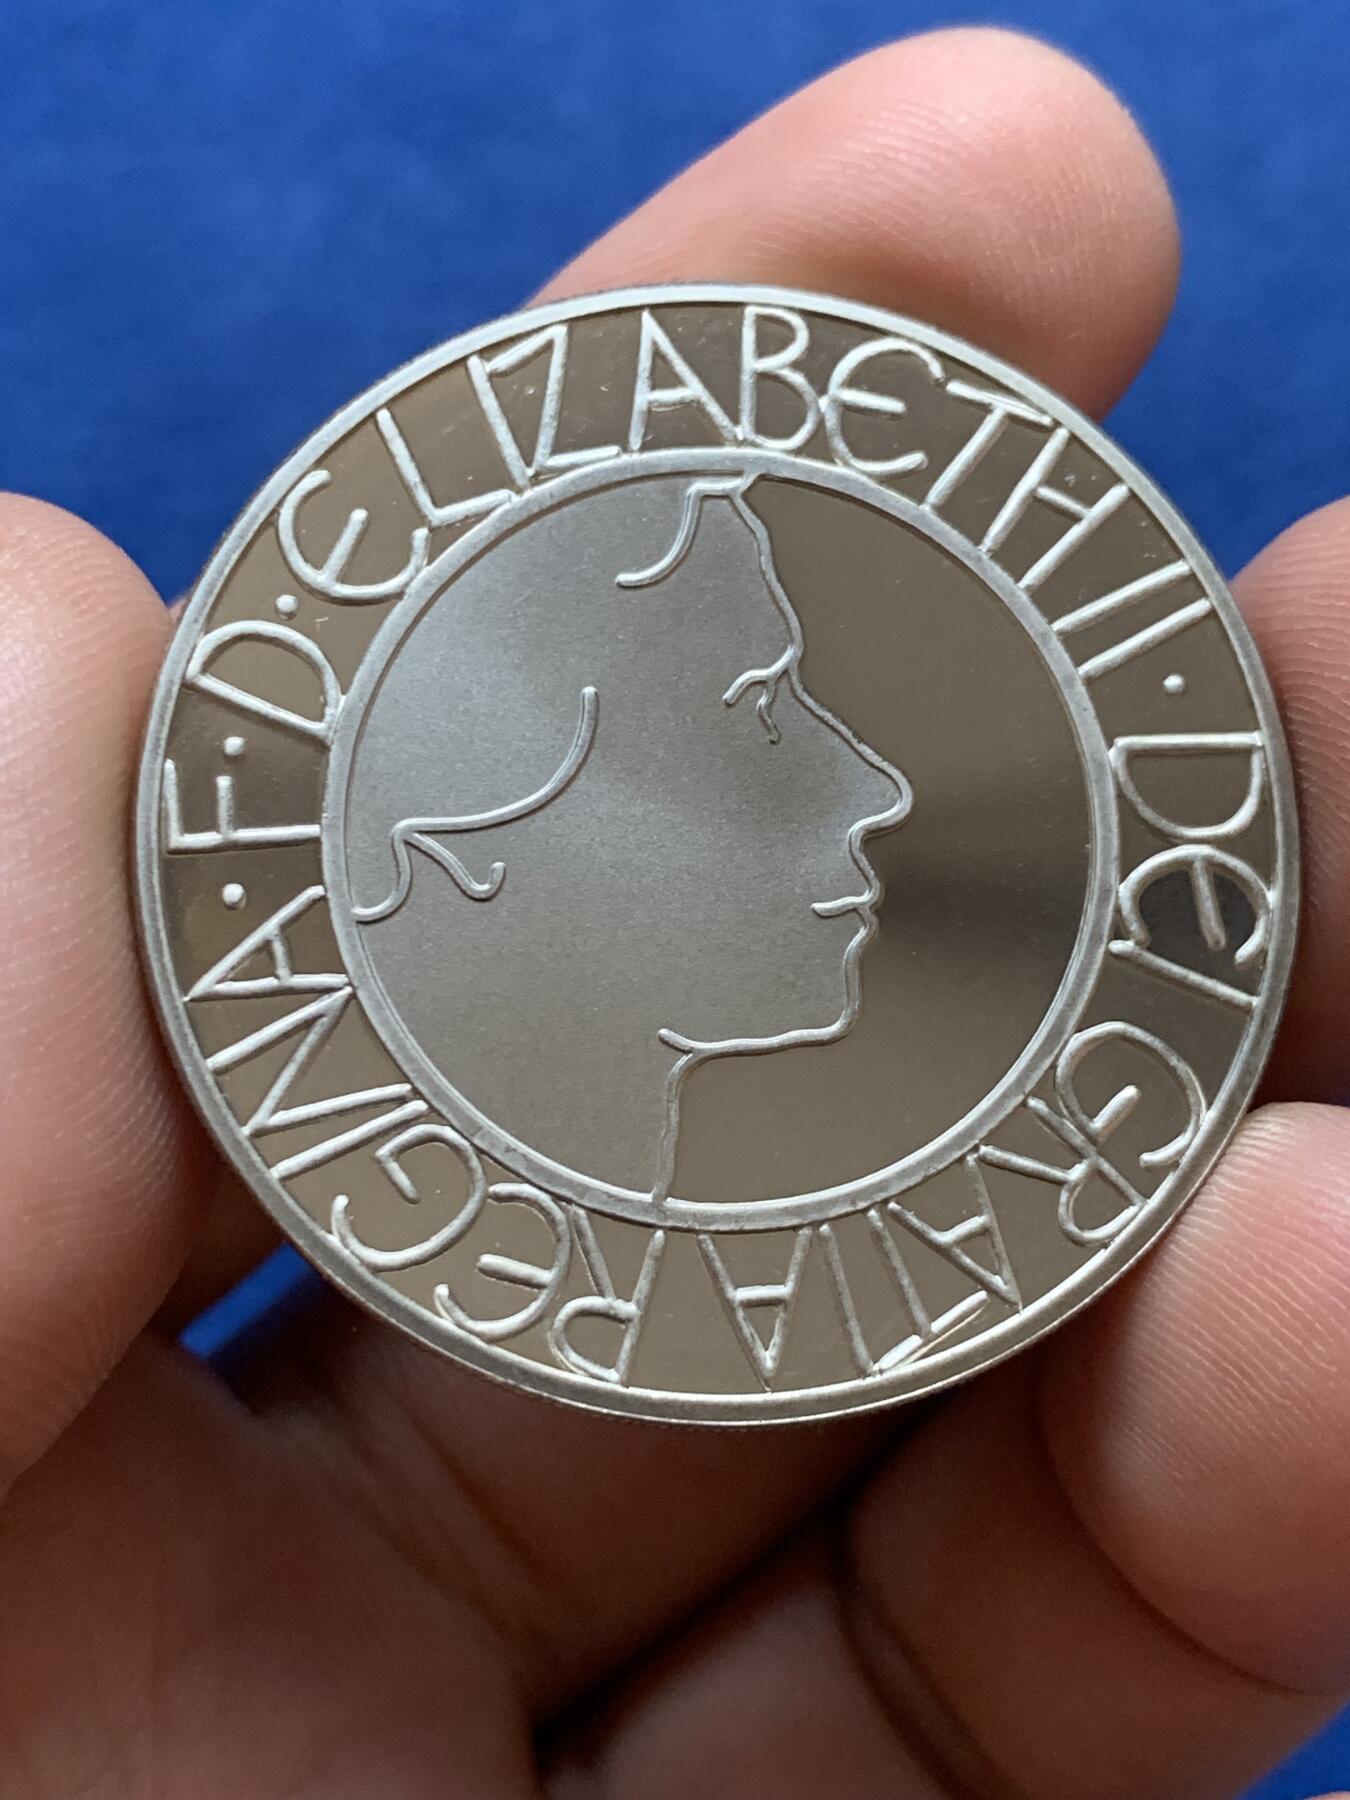 ELIZABETH II · DEI GRATIA REGINA · F · D ·